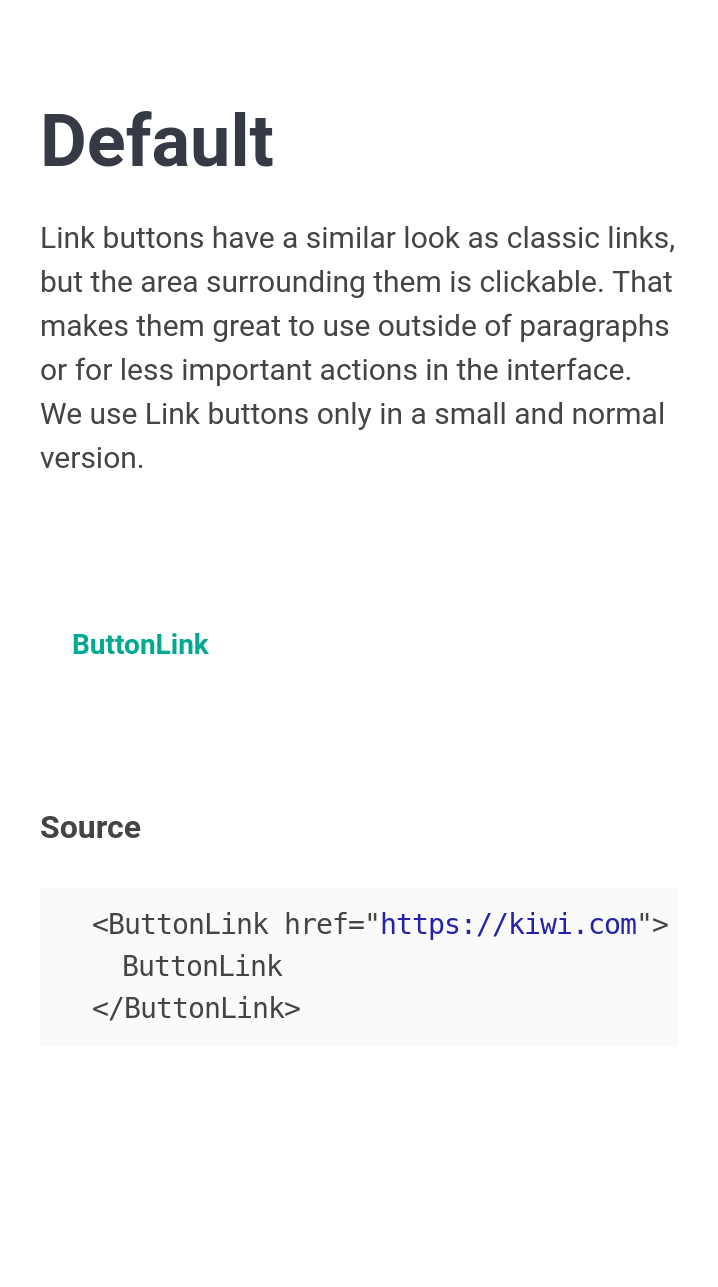 Default
Link buttons have a similar look as classic links,
but the area surrounding them is clickable. That
makes them great to use outside of paragraphs
or for less important actions in the interface.
We use Link buttons only in a small and normal
version.
ButtonLink
Source
<ButtonLink href="https://kiwi.com">
  ButtonLink
</ButtonLink>